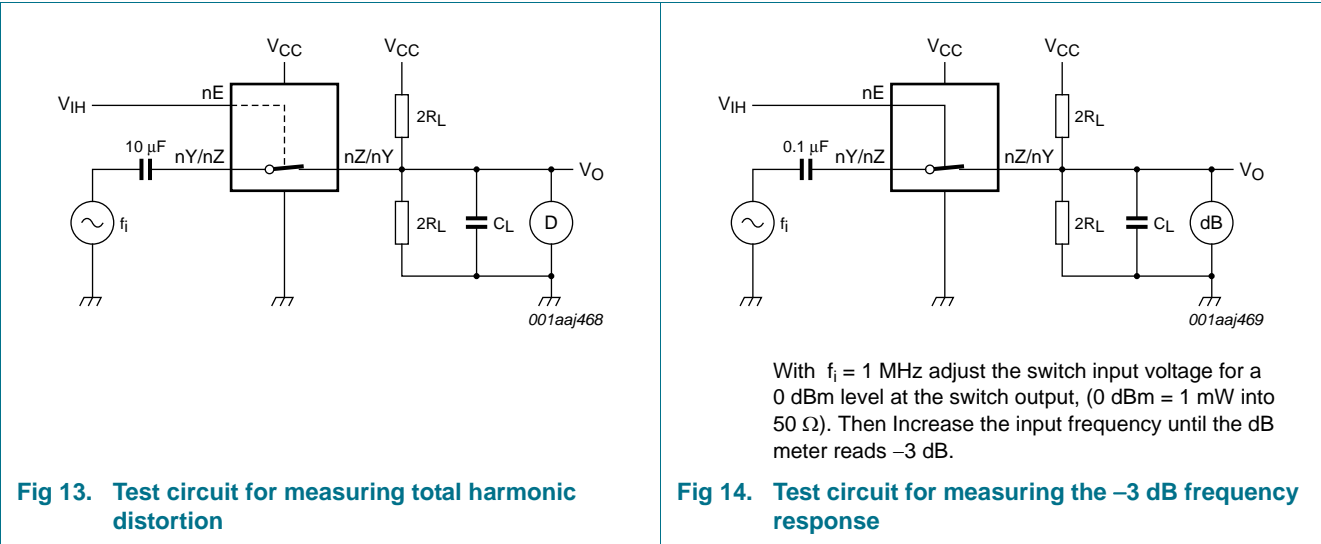 VCC
VCC
nE
VIH
2RL
10 μF
nY/nZ
nZ/nY
VO
fi
2RL
CL
D
001aaj468
Fig 13. Test circuit for measuring total harmonic
distortion
VCC
VCC
nE
VIH
2RL
0.1 μF
nY/nZ
nZ/nY
VO
fi
2RL
CL
dB
001aaj469
With fi = 1 MHz adjust the switch input voltage for a
0 dBm level at the switch output, (0 dBm = 1 mW into
50 Ω). Then Increase the input frequency until the dB
meter reads −3 dB.
Fig 14. Test circuit for measuring the −3 dB frequency
response